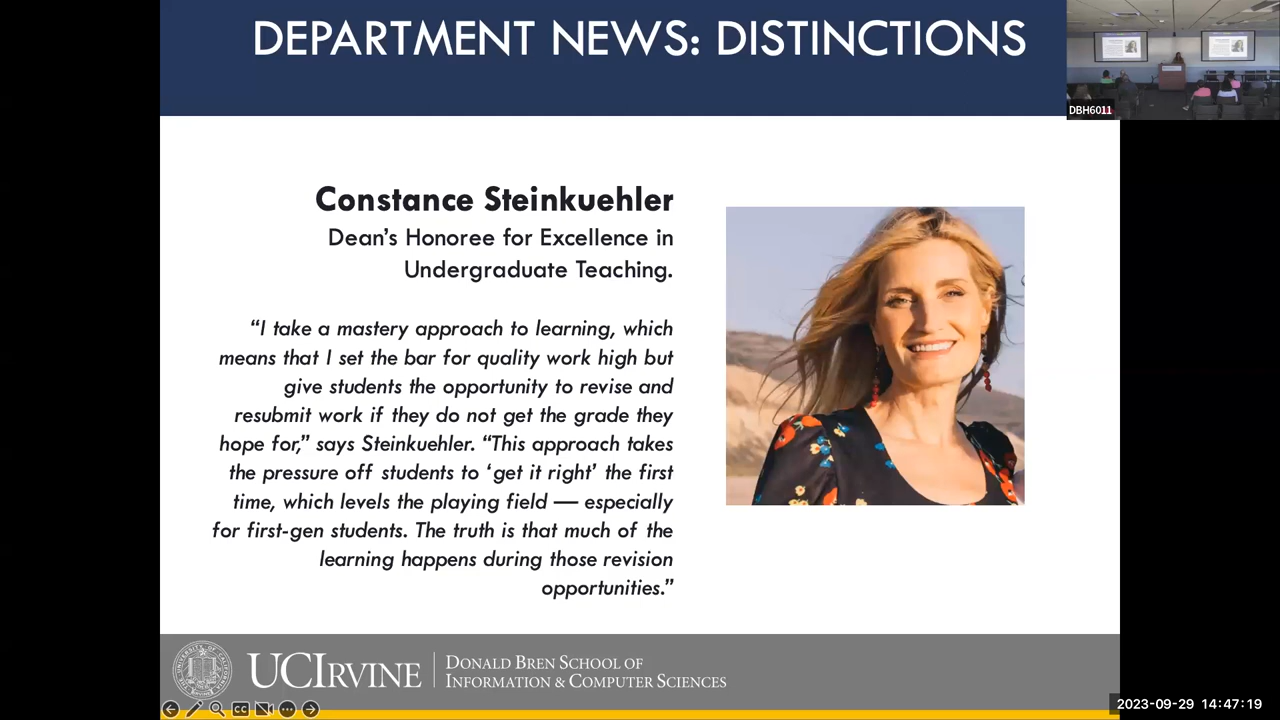 DEPARTMENT NEWS: DISTINCTIONS
DBH6011
Constance Steinkuehler
Dean’s Honoree for Excellence in
Undergraduate Teaching.
“I take a mastery approach to learning, which
means that I set the bar for quality work high but
give students the opportunity to revise and
resubmit work if they do not get the grade they
hope for,” says Steinkuehler. “This approach takes
the pressure off students to ‘get it right’ the first
time, which levels the playing field — especially
for first-gen students. The truth is that much of the
learning happens during those revision
opportunities.”
UCIRVINE
DONALD BREN SCHOOL OF
INFORMATION & COMPUTER SCIENCES
CC
2023-09-29 14:47:19